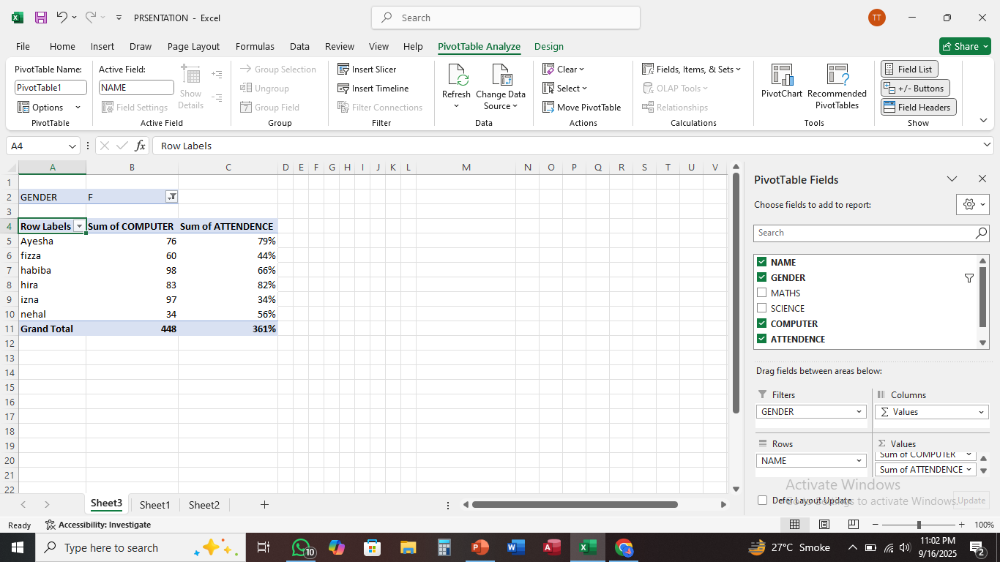 PRSENTATION - Excel
Search
TT
File Home Insert Draw Page Layout Formulas Data Review View Help PivotTable Analyze Design
Share
PivotTable Name:
PivotTable1
Options
PivotTable
Active Field:
NAME
Field Settings
Show Details
Active Field
Group Selection
Ungroup
7 Group Field
Group
Insert Slicer
Insert Timeline
Filter Connections
Filter
Refresh
Change Data Source
Data
Clear
Select
Move PivotTable
Actions
Fields, Items, & Sets
OLAP Tools
Relationships
Calculations
PivotChart
Recommended PivotTables
Tools
Field List
+/- Buttons
Field Headers
Show
A4
fx
Row Labels
A B C D E F G H I J K L M N O P Q R S T U V
1
2 GENDER F
3
4 Row Labels Sum of COMPUTER Sum of ATTENDENCE
5 Ayesha 76 79%
6 fizza 60 44%
7 habiba 98 66%
8 hira 83 82%
9 izna 97 34%
10 nehal 34 56%
11 Grand Total 448 361%
12
13
14
15
16
17
18
19
20
21
22
PivotTable Fields
Choose fields to add to report:
Search
NAME
GENDER
MATHS
SCIENCE
COMPUTER
ATTENDENCE
Drag fields between areas below:
Filters
GENDER
Columns
Σ Values
Rows
NAME
Σ Values
Sum of COMPUTER
Sum of ATTENDENCE
Activate Windows
Go to Settings to activate Windows.
Defer Layout Update
Update
Sheet3 Sheet1 Sheet2
Ready
Accessibility: Investigate
100%
Type here to search
10
27°C Smoke
11:02 PM
9/16/2025
2